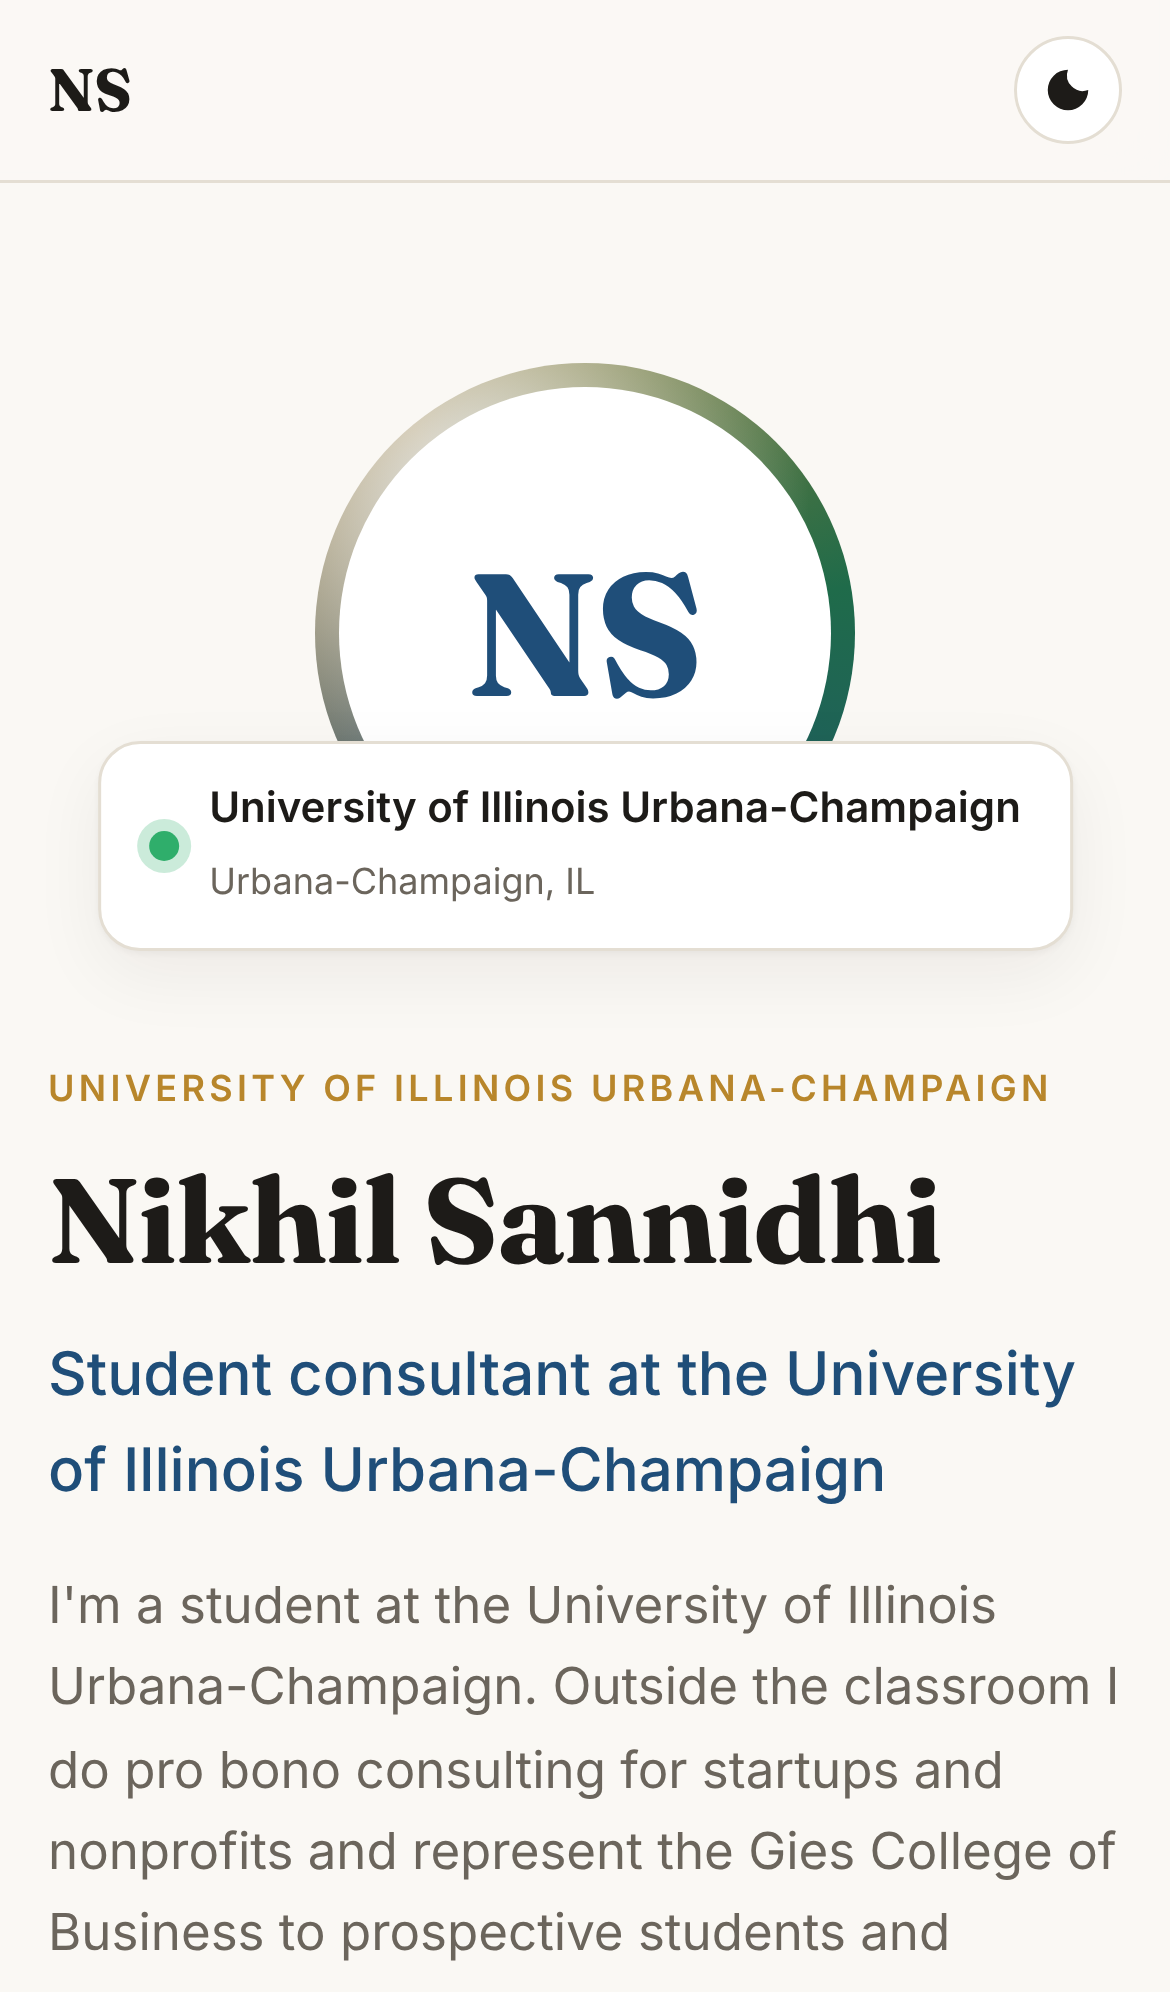 NS
NS
University of Illinois Urbana-Champaign
Urbana-Champaign, IL
UNIVERSITY OF ILLINOIS URBANA-CHAMPAIGN
Nikhil Sannidhi
Student consultant at the University
of Illinois Urbana-Champaign
I'm a student at the University of Illinois
Urbana-Champaign. Outside the classroom I
do pro bono consulting for startups and
nonprofits and represent the Gies College of
Business to prospective students and